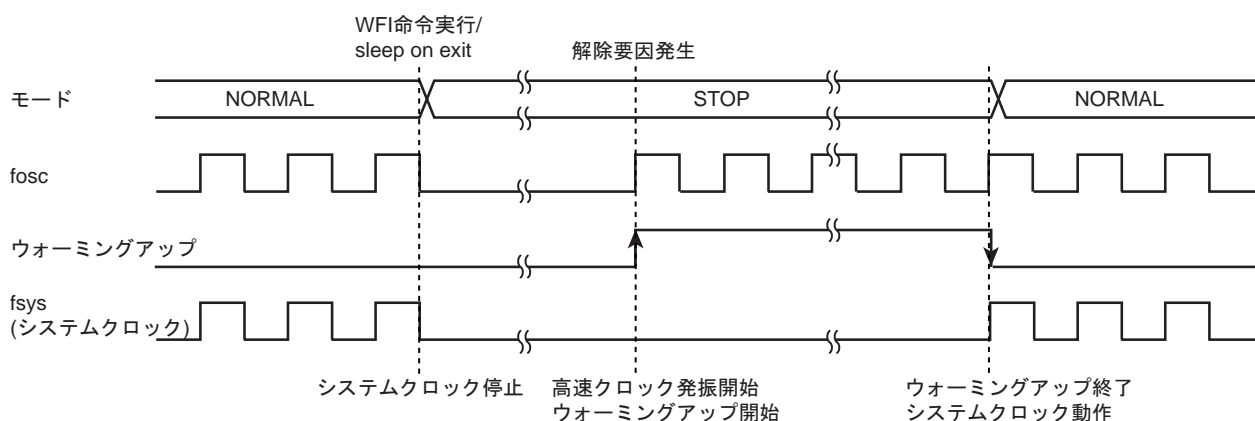 WFI命令実行/
sleep on exit
解除要因発生
モード
NORMAL
STOP
NORMAL
fosc
ウォーミングアップ
fsys
(システムクロック)
システムクロック停止
高速クロック発振開始
ウォーミングアップ開始
ウォーミングアップ終了
システムクロック動作